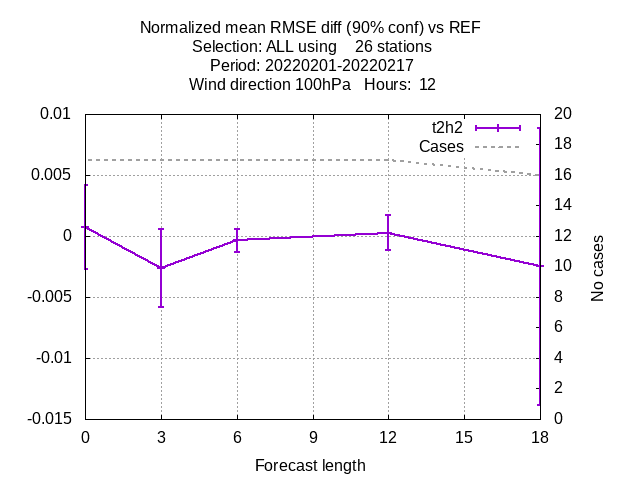 Normalized mean RMSE diff (90% conf) vs REF
Selection: ALL using    26 stations
Period: 20220201-20220217
Wind direction 100hPa   Hours:  12
t2h2
Cases
0.01
0.005
0
-0.005
-0.01
-0.015
20
18
16
14
12
10
8
6
4
2
0
No cases
0 3 6 9 12 15 18
Forecast length